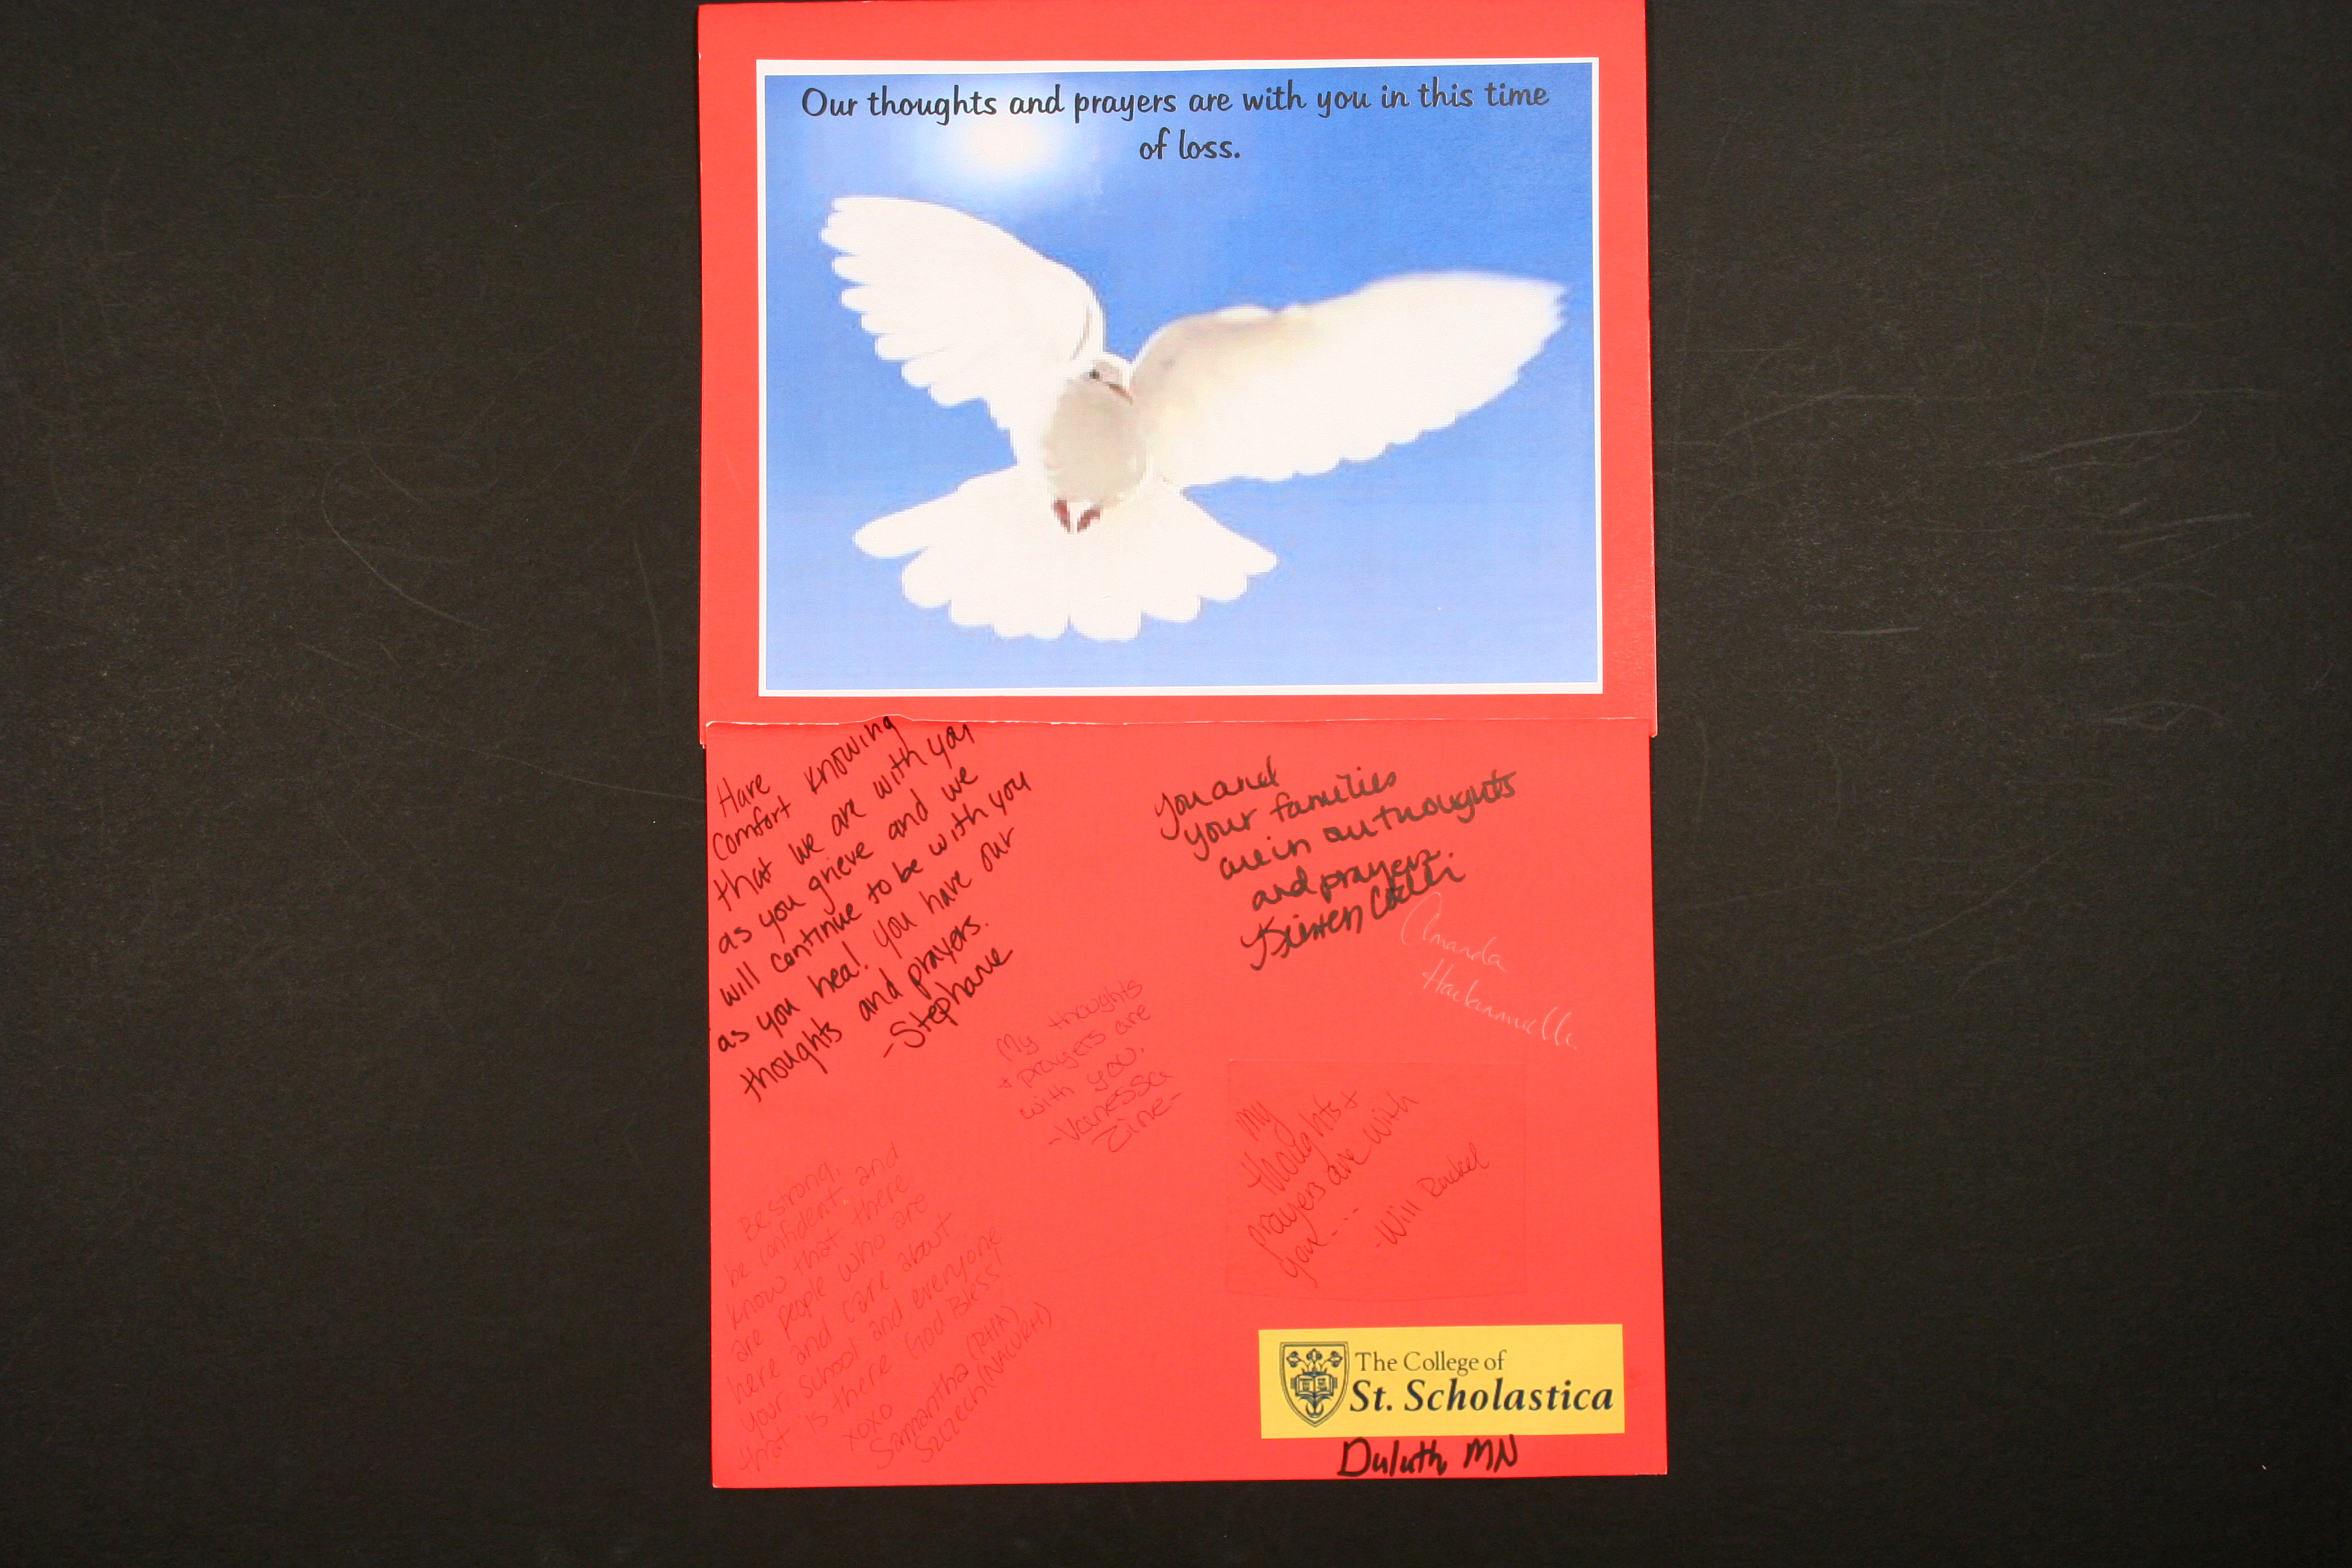 Our thoughts and prayers are with you in this time
of loss.
Have
comfort knowing
that we are with you
as you grieve and we
will continue to be with you
as you heal. You have our
thoughts and prayers.
-Stephanie
You and
your families
are in our thoughts
and prayers.
Kirsten
Amanda
My thoughts
+ prayers are
with you.
-Vanessa
Zine-
My
thoughts +
prayers are with
you....
-Will
Be strong,
be confident, and
know that there
are people who are
here and care about
your school and everyone
that is there God Bless!
xoxo
Samantha (RHA)
Szczech (NACURH)
The College of
St. Scholastica
Duluth, MN